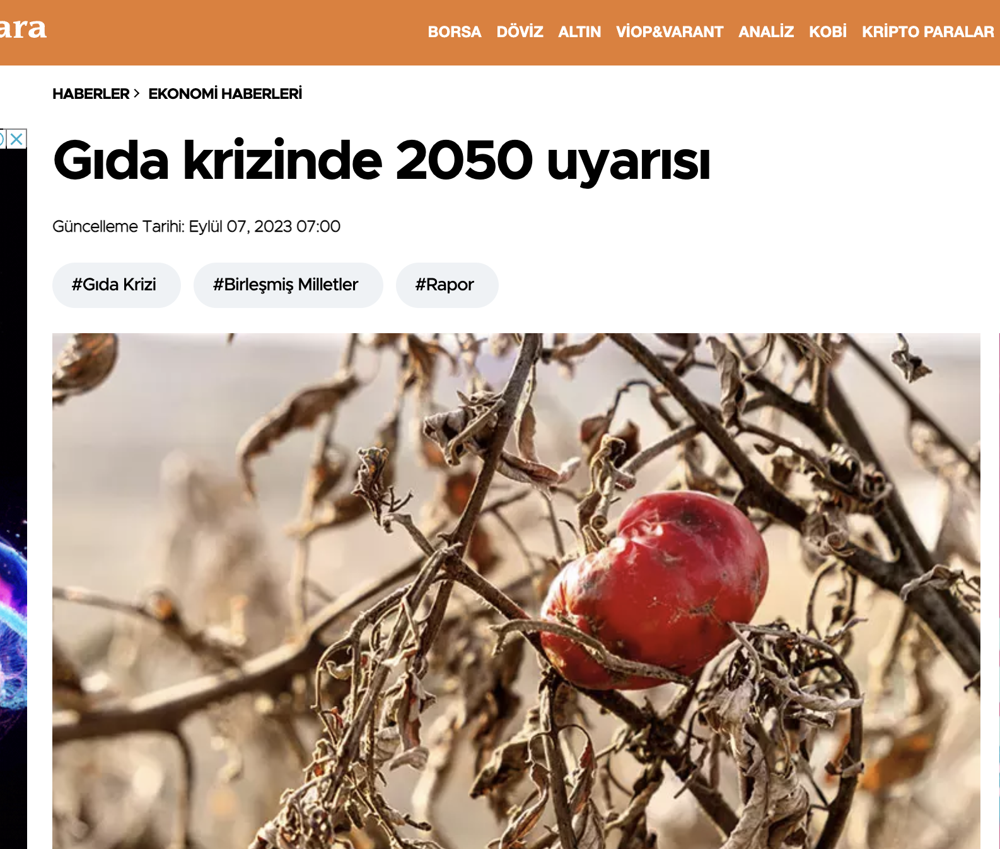 ara
BORSA DÖVİZ ALTIN VİOP&VARANT ANALİZ KOBİ KRİPTO PARALAR
HABERLER > EKONOMİ HABERLERİ
Gıda krizinde 2050 uyarısı
Güncelleme Tarihi: Eylül 07, 2023 07:00
#Gıda Krizi #Birleşmiş Milletler #Rapor